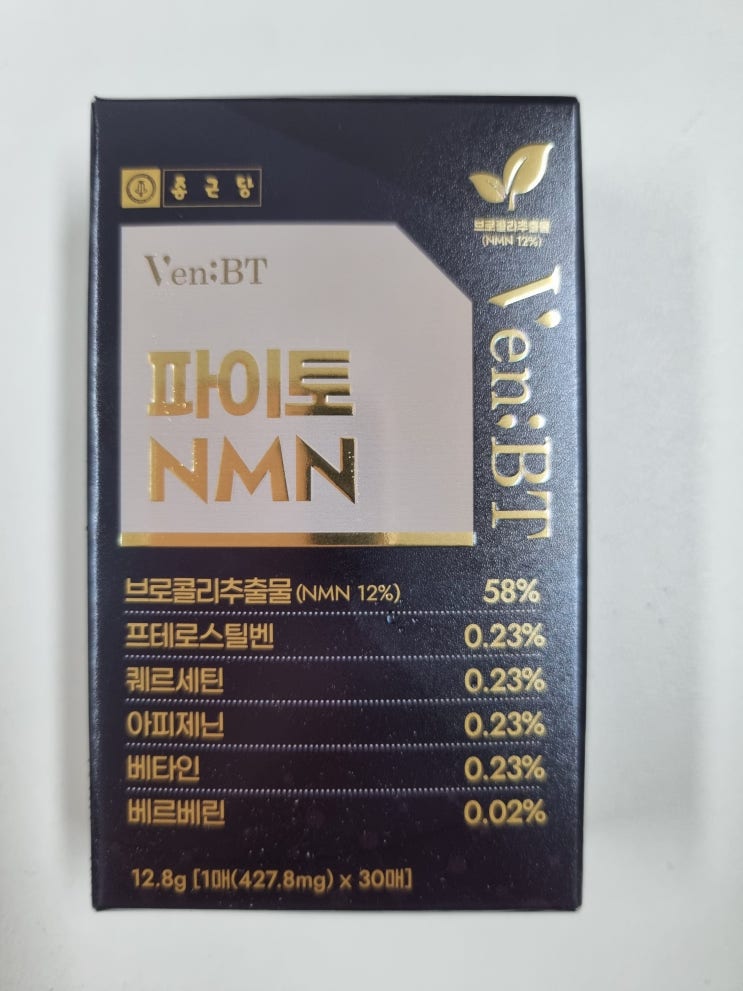 종근당
브로콜리추출물
(NMN 12%)
Ven:BT
파이토
NMN
Ven:BT
브로콜리추출물 (NMN 12%) 58%
프테로스틸벤 0.23%
퀘르세틴 0.23%
아피제닌 0.23%
베타인 0.23%
베르베린 0.02%
12.8g [1매(427.8mg) x 30매]